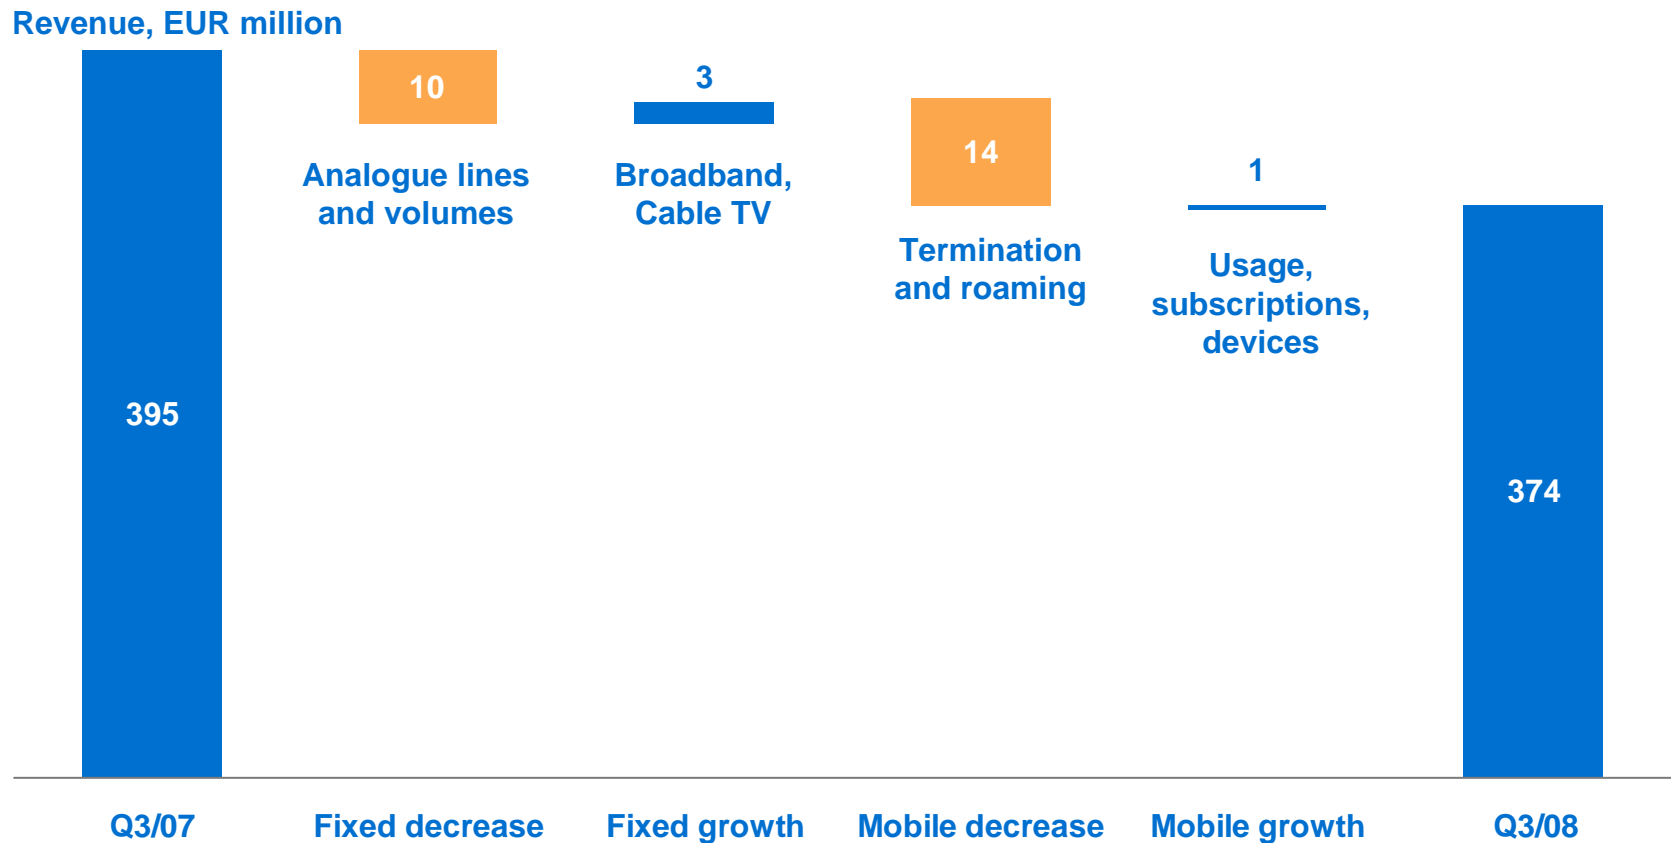 Revenue, EUR million
10
3
Analogue lines
and volumes
Broadband,
Cable TV
14
1
Termination
and roaming
Usage,
subscriptions,
devices
395
374
Q3/07
Fixed decrease
Fixed growth
Mobile decrease
Mobile growth
Q3/08